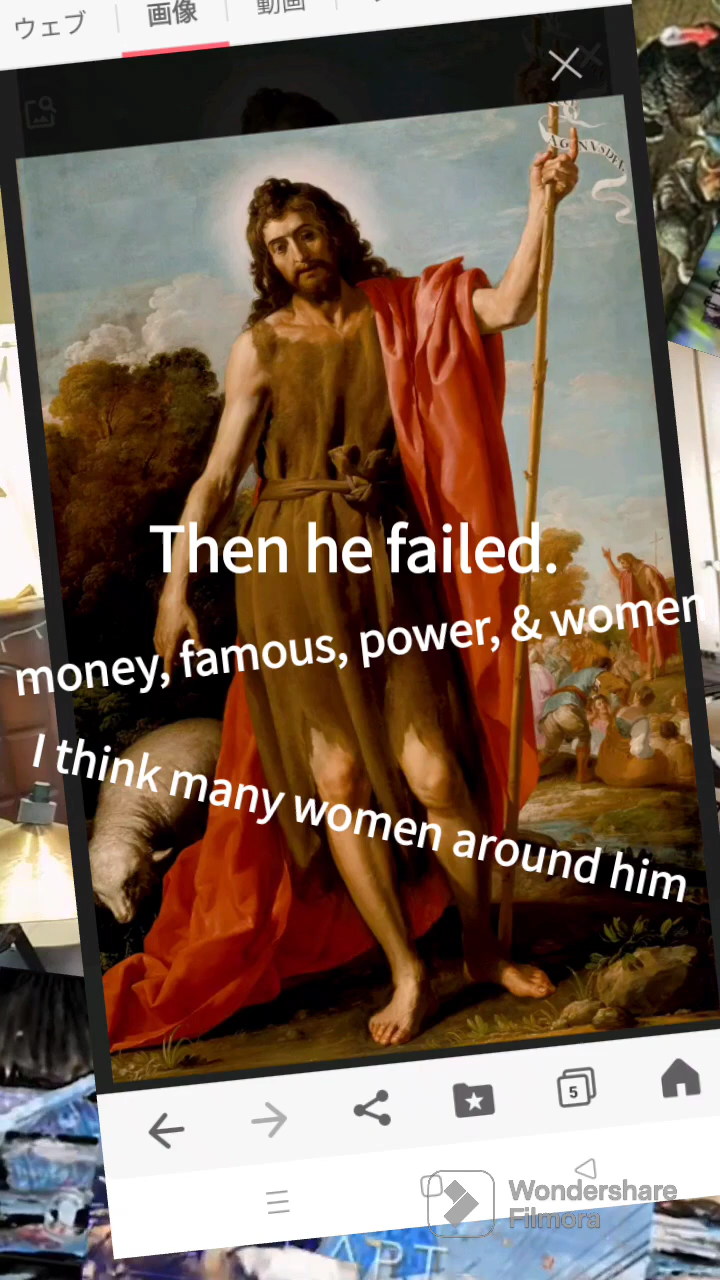 ウェブ 画像 動画
AGNVSDEI
Then he failed.
money, famous, power, & women
I think many women around him
5
Wondershare
Filmora
ART